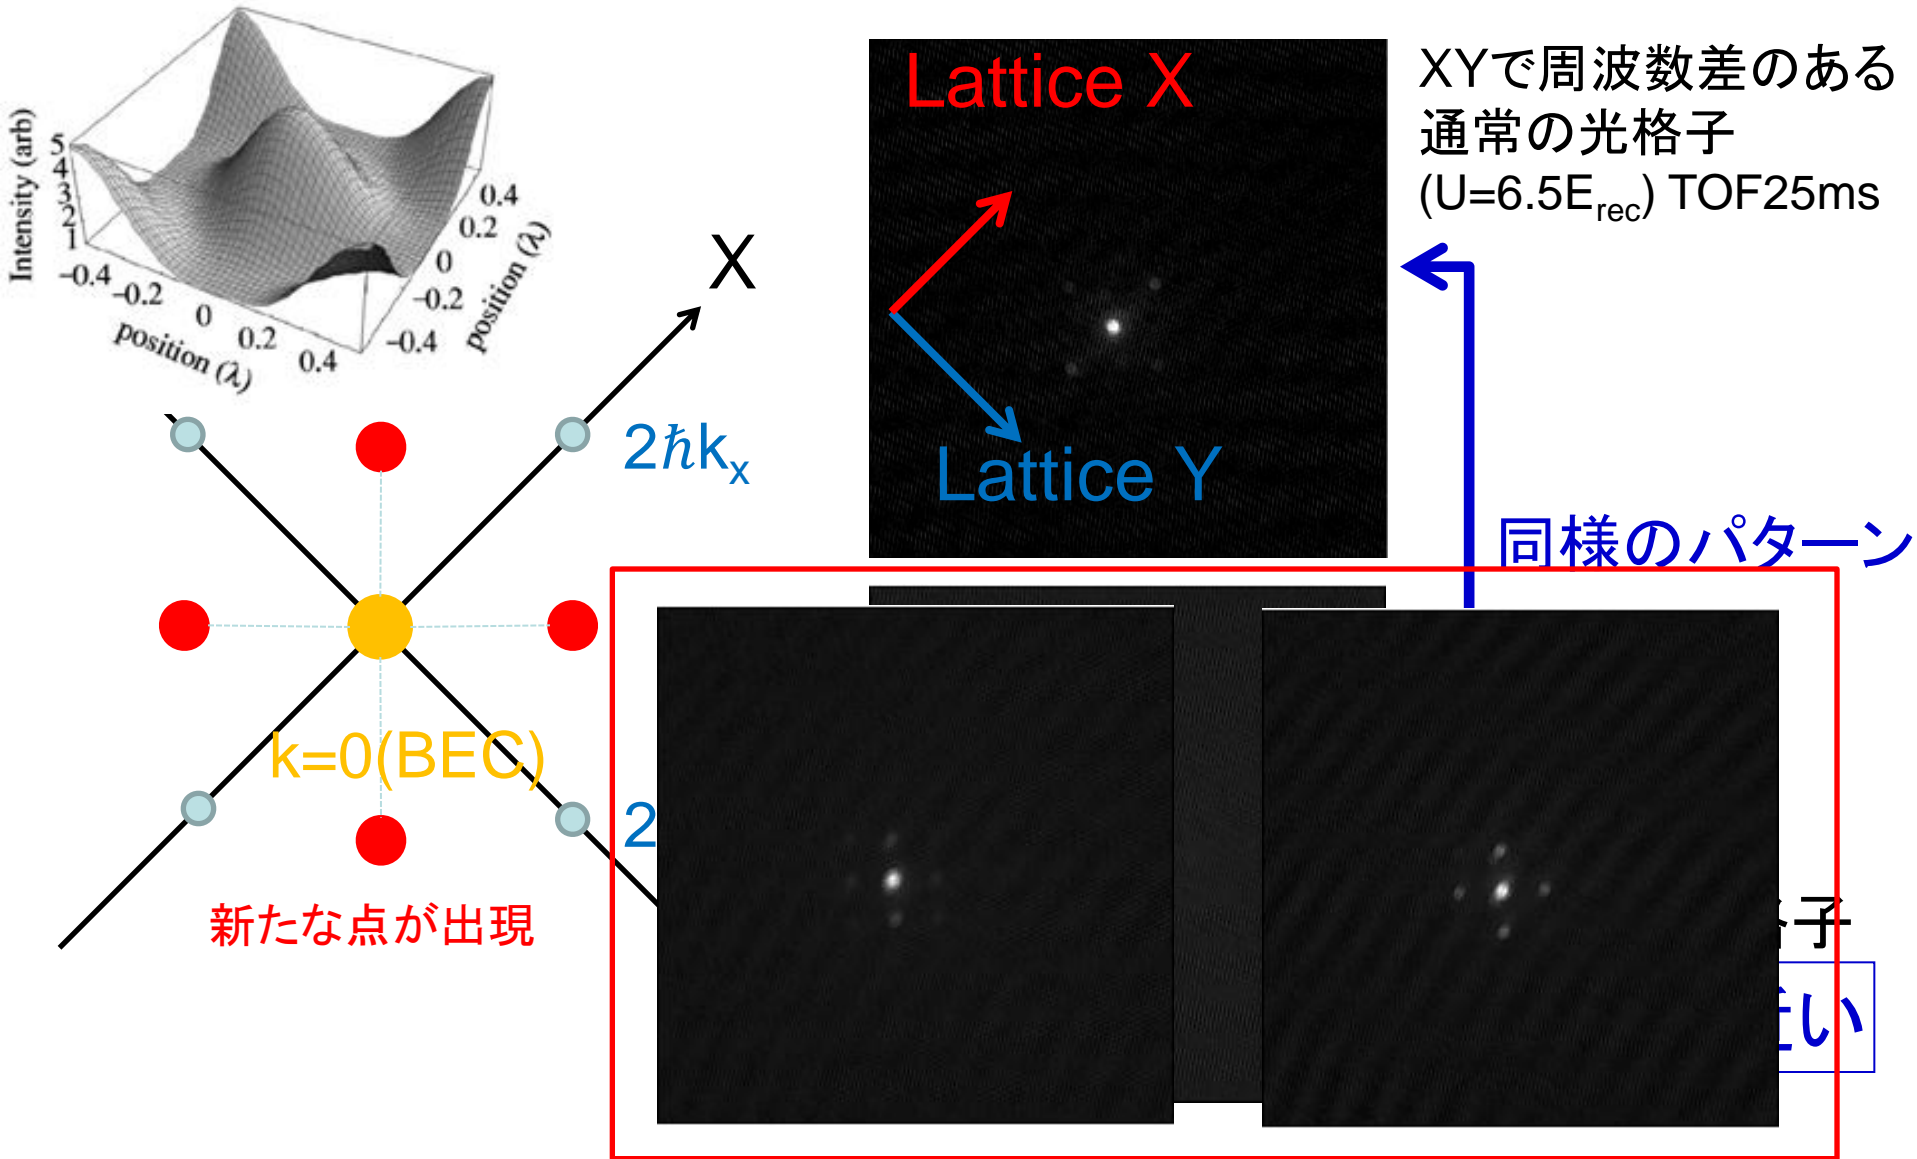 Intensity (arb)
5
4
3
2
1
−0.4
−0.2
0
0.2
0.4
position (λ)
0.4
0.2
0
−0.2
−0.4
position (λ)
X
2ℏkx
k=0(BEC)
2
新たな点が出現
Lattice X
Lattice Y
XYで周波数差のある
通常の光格子
(U=6.5Erec) TOF25ms
同様のパターン
子
い